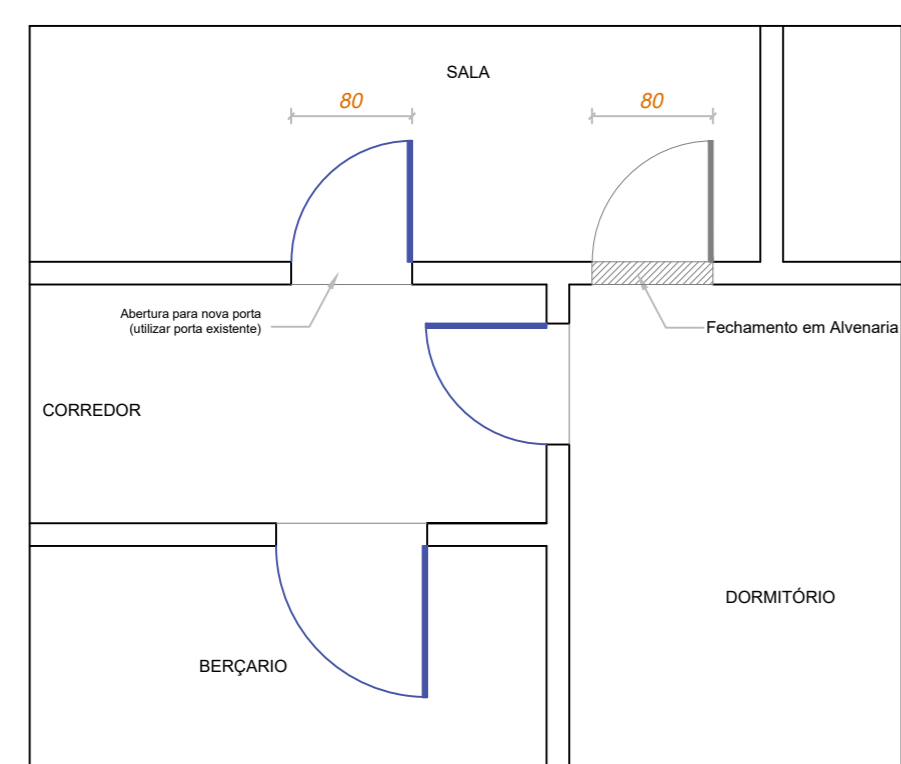 SALA
80
80
Abertura para nova porta
(utilizar porta existente)
Fechamento em Alvenaria
CORREDOR
DORMITÓRIO
BERÇARIO